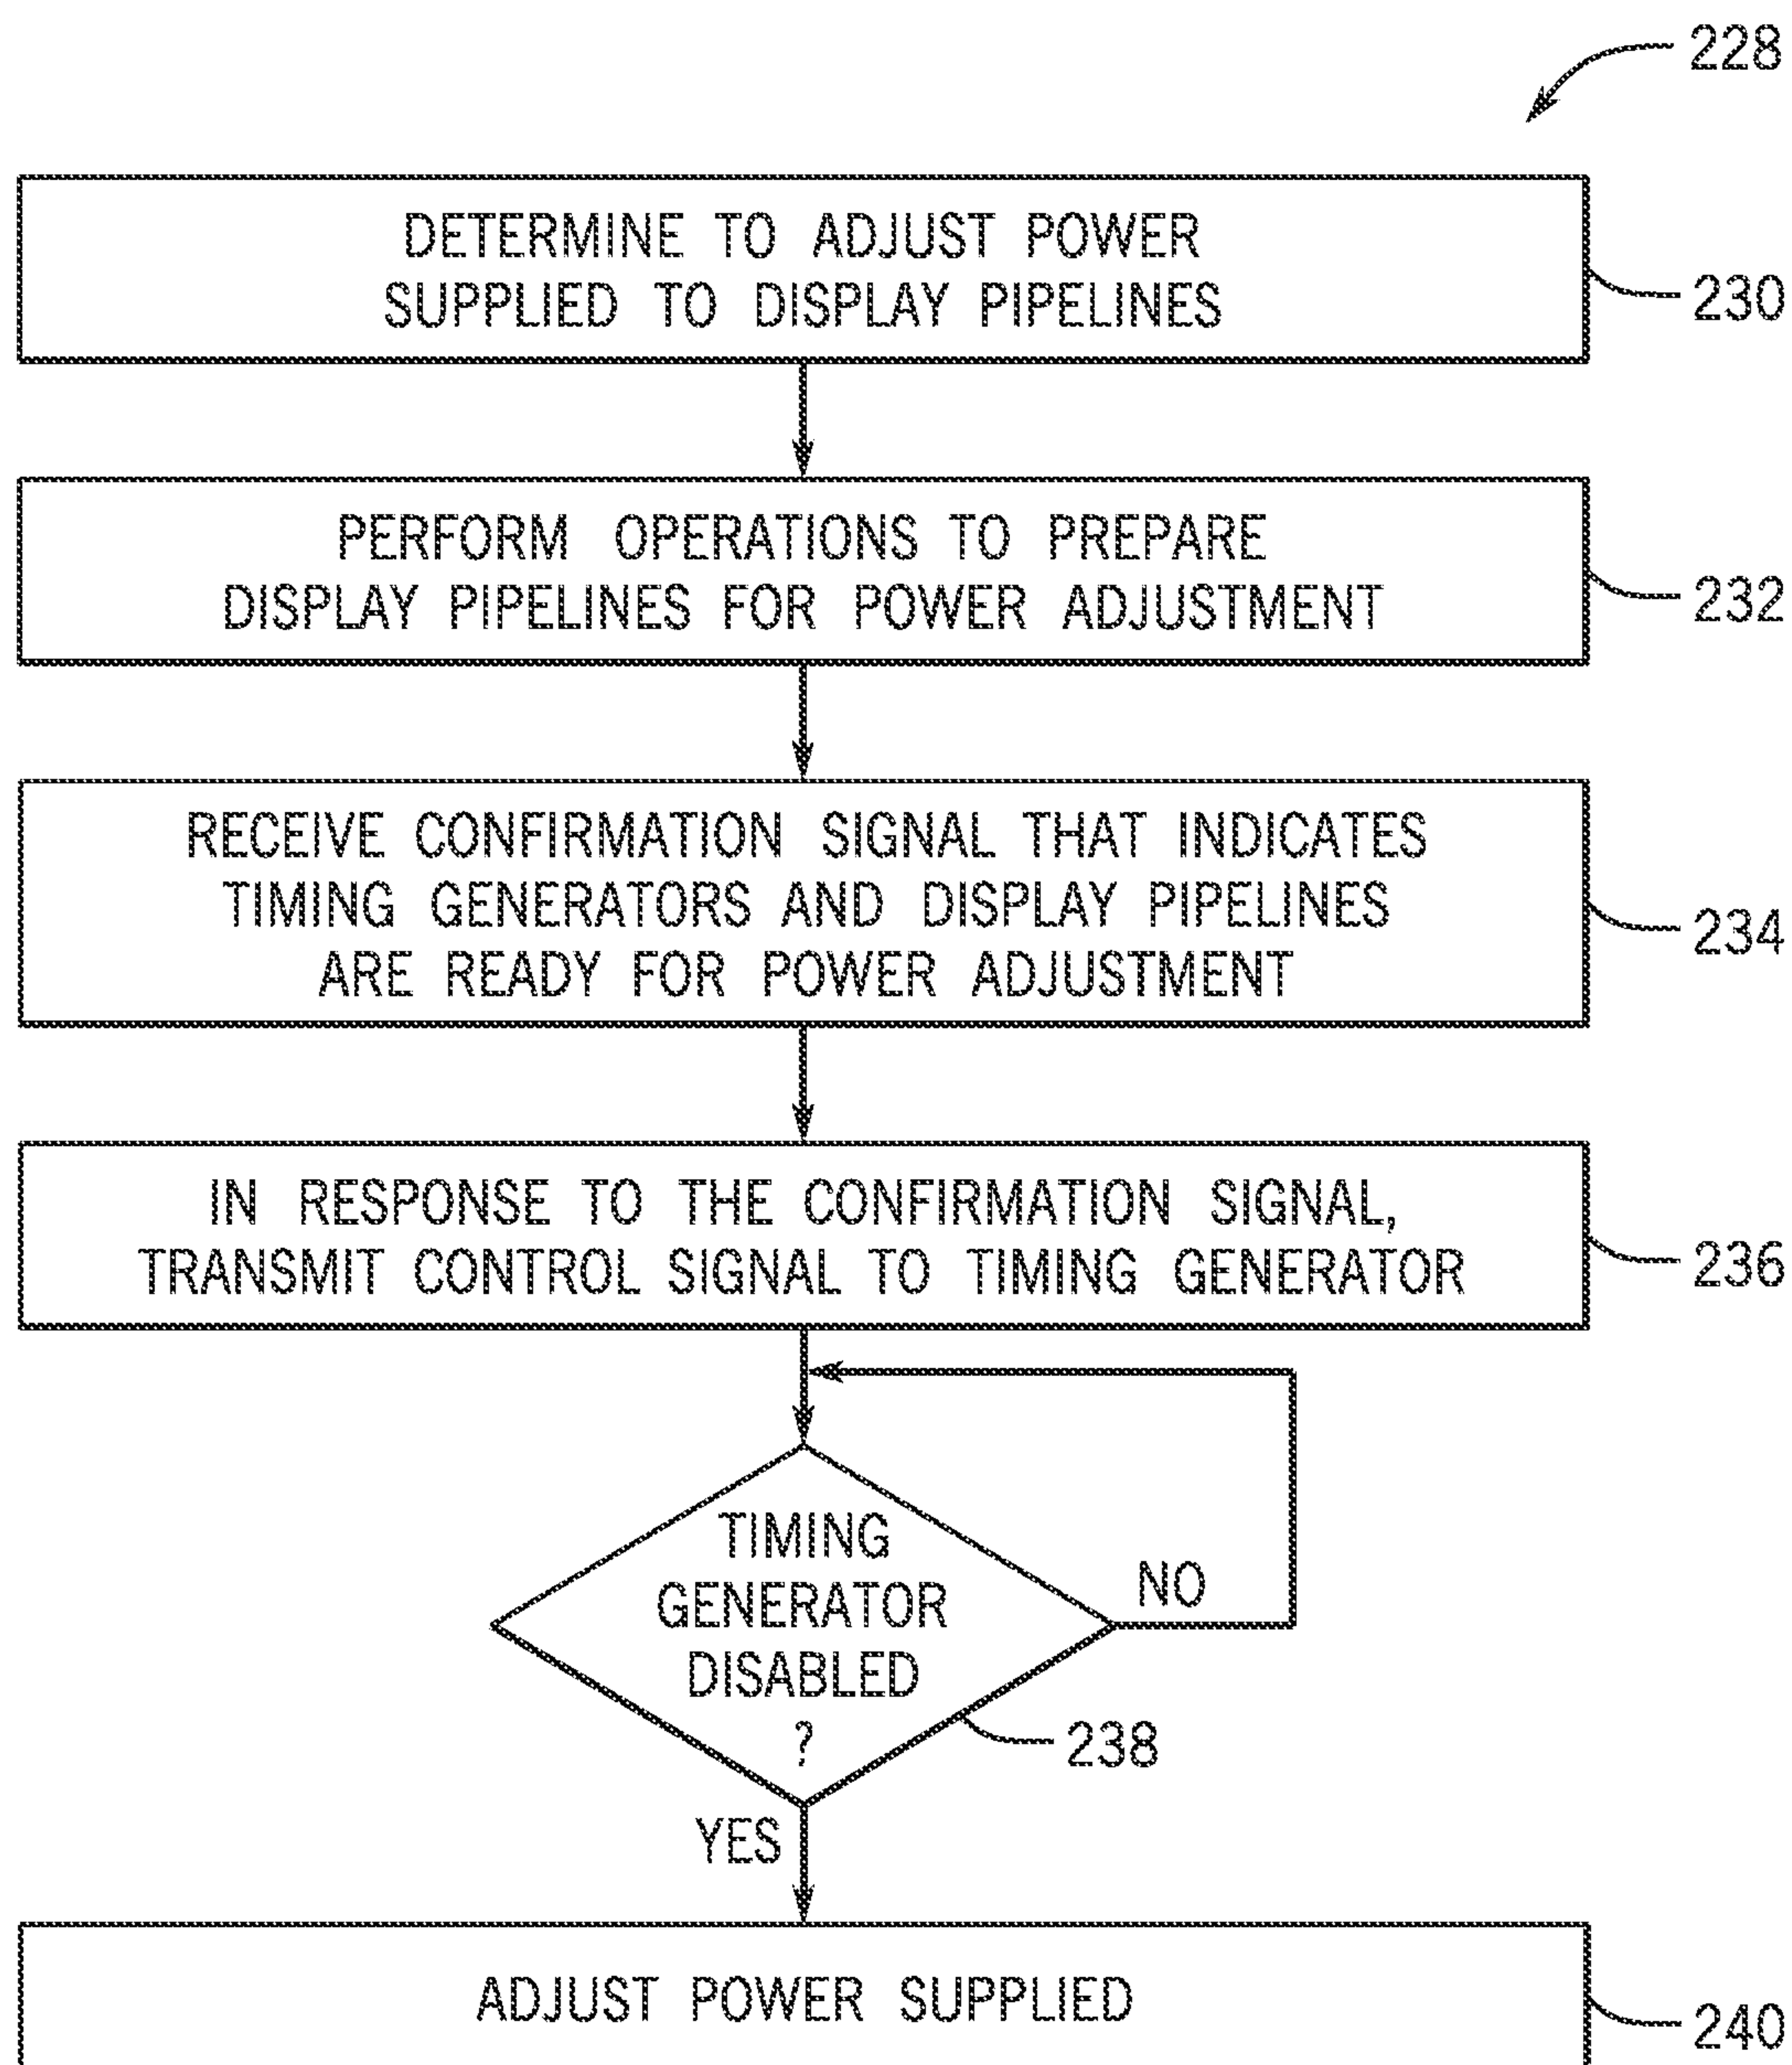 228
DETERMINE TO ADJUST POWER
SUPPLIED TO DISPLAY PIPELINES
230
PERFORM OPERATIONS TO PREPARE
DISPLAY PIPELINES FOR POWER ADJUSTMENT
232
RECEIVE CONFIRMATION SIGNAL THAT INDICATES
TIMING GENERATORS AND DISPLAY PIPELINES
ARE READY FOR POWER ADJUSTMENT
234
IN RESPONSE TO THE CONFIRMATION SIGNAL,
TRANSMIT CONTROL SIGNAL TO TIMING GENERATOR
236
TIMING
GENERATOR
DISABLED
?
NO
238
YES
ADJUST POWER SUPPLIED
240